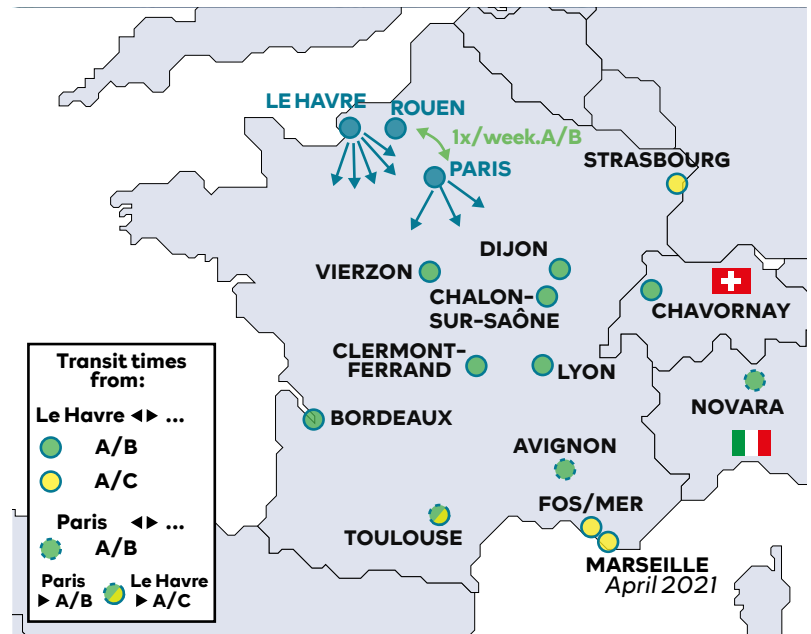 LE HAVRE
ROUEN
1x/week.A/B
PARIS
STRASBOURG
DIJON
VIERZON
CHALON-
SUR-SAÔNE
CHAVORNAY
CLERMONT-
FERRAND
LYON
NOVARA
BORDEAUX
AVIGNON
FOS/MER
TOULOUSE
MARSEILLE
April 2021
Transit times
from:
Le Havre ◂▸ ...
A/B
A/C
Paris ◂▸ ...
A/B
Paris
▸ A/B
Le Havre
▸ A/C